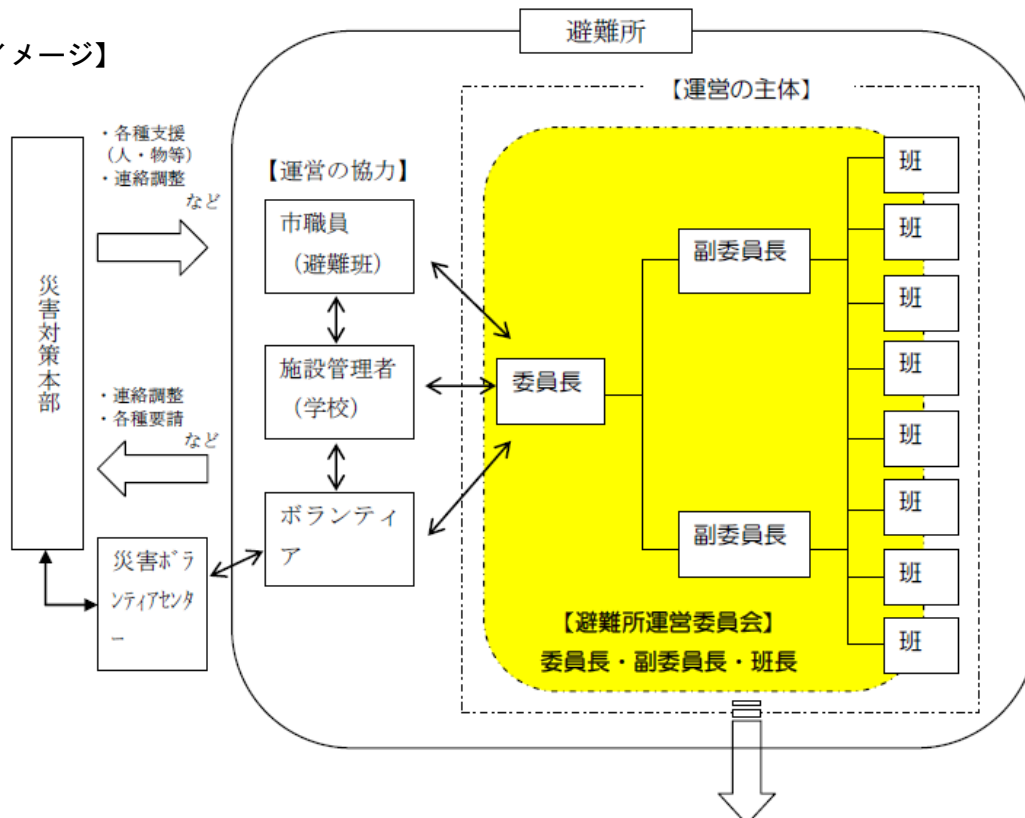 イメージ】
避難所
【運営の主体】
・各種支援
（人・物等）
・連絡調整
など
【運営の協力】
市職員
（避難班）
施設管理者
（学校）
ボランティ
ア
災害対策本部
・連絡調整
・各種要請
など
災害ﾎﾞﾗ
ﾝﾃｨｱｾﾝﾀ
ー
委員長
副委員長
副委員長
班
班
班
班
班
班
班
班
【避難所運営委員会】
委員長・副委員長・班長